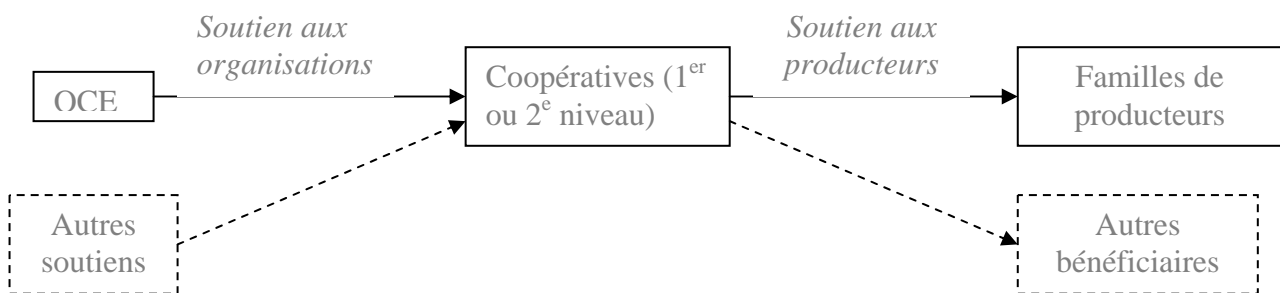 Soutien aux
organisations
Soutien aux
producteurs
OCE
Coopératives (1er
ou 2e niveau)
Familles de
producteurs
Autres
soutiens
Autres
bénéficiaires